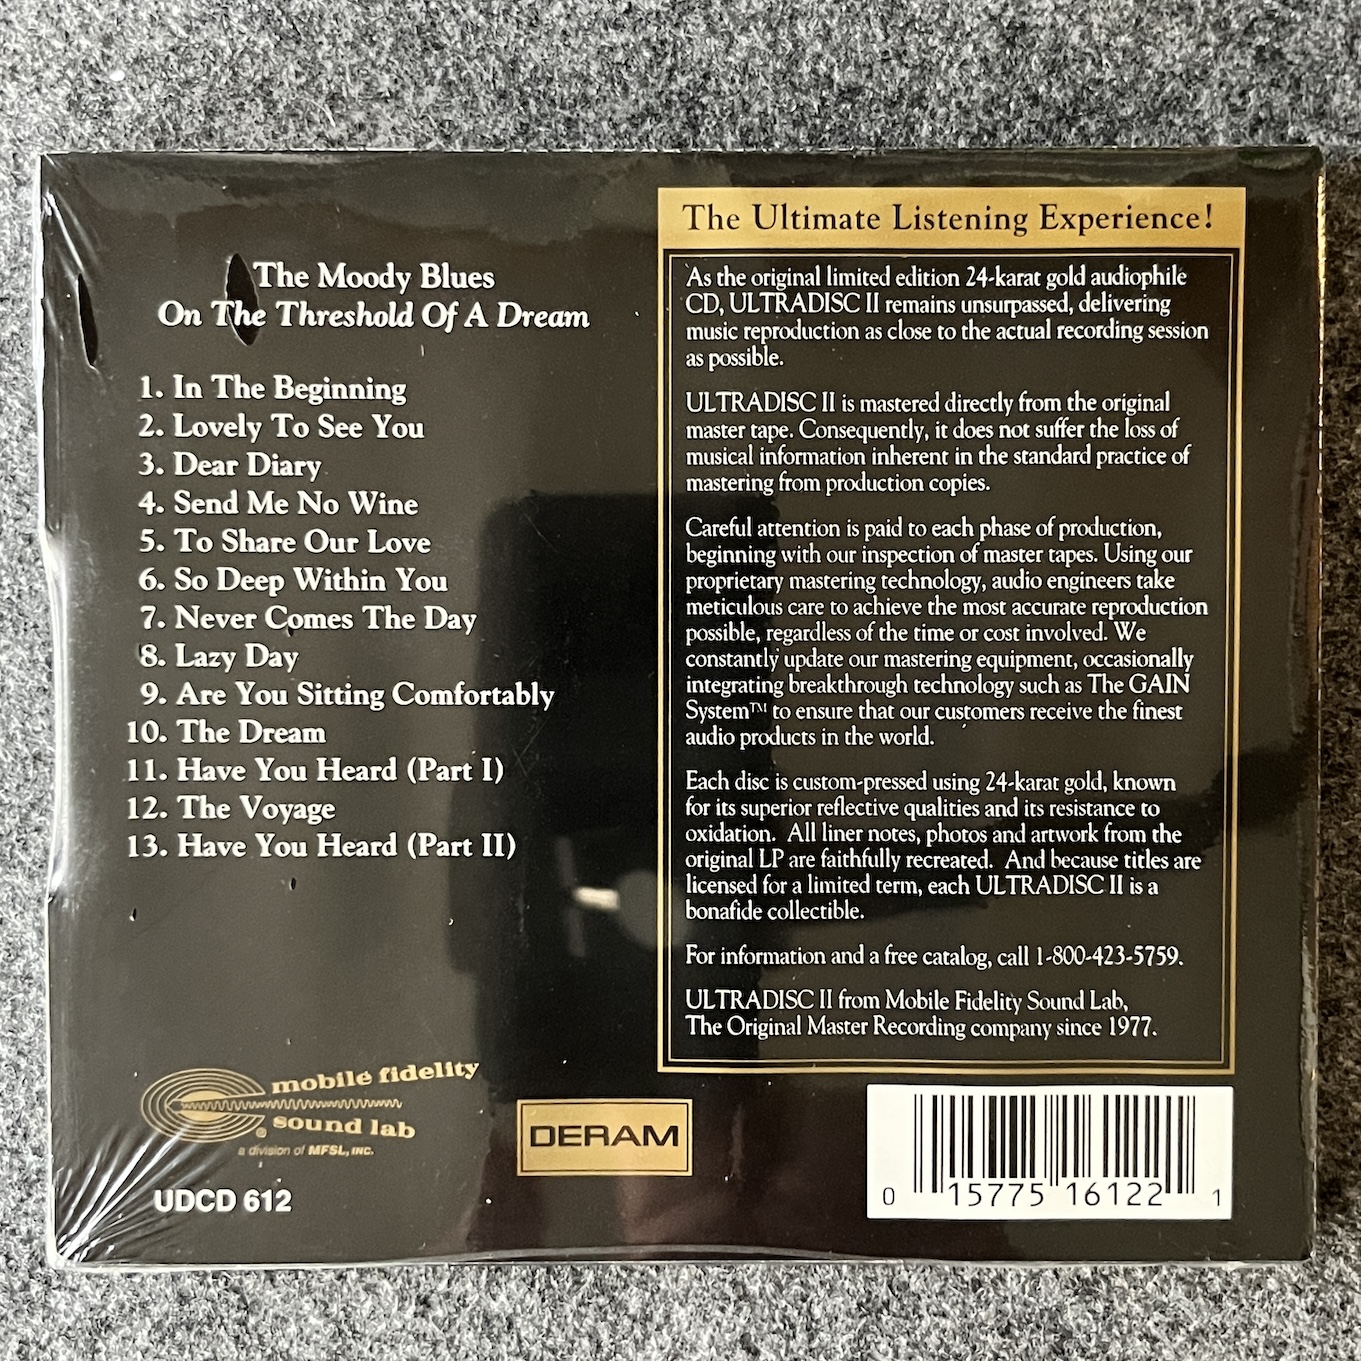 The Moody Blues
On The Threshold Of A Dream
1. In The Beginning
2. Lovely To See You
3. Dear Diary
4. Send Me No Wine
5. To Share Our Love
6. So Deep Within You
7. Never Comes The Day
8. Lazy Day
9. Are You Sitting Comfortably
10. The Dream
11. Have You Heard (Part I)
12. The Voyage
13. Have You Heard (Part II)
The Ultimate Listening Experience!
As the original limited edition 24-karat gold audiophile
CD, ULTRADISC II remains unsurpassed, delivering
music reproduction as close to the actual recording session
as possible.
ULTRADISC II is mastered directly from the original
master tape. Consequently, it does not suffer the loss of
musical information inherent in the standard practice of
mastering from production copies.
Careful attention is paid to each phase of production,
beginning with our inspection of master tapes. Using our
proprietary mastering technology, audio engineers take
meticulous care to achieve the most accurate reproduction
possible, regardless of the time or cost involved. We
constantly update our mastering equipment, occasionally
integrating breakthrough technology such as The GAIN
System™ to ensure that our customers receive the finest
audio products in the world.
Each disc is custom-pressed using 24-karat gold, known
for its superior reflective qualities and its resistance to
oxidation. All liner notes, photos and artwork from the
original LP are faithfully recreated. And because titles are
licensed for a limited term, each ULTRADISC II is a
bonafide collectible.
For information and a free catalog, call 1-800-423-5759.
ULTRADISC II from Mobile Fidelity Sound Lab,
The Original Master Recording company since 1977.
mobile fidelity
® sound lab
a division of MFSL, INC.
UDCD 612
DERAM
0 15775 16122 1